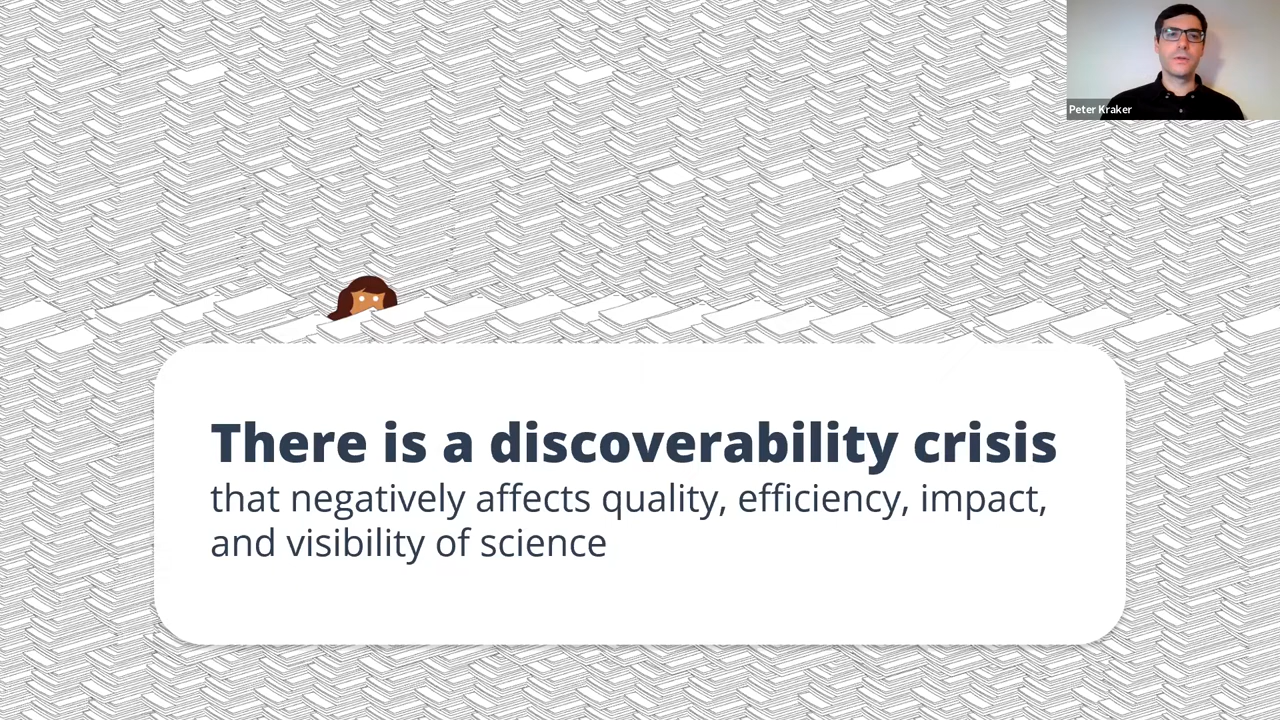 Peter Kraker
There is a discoverability crisis
that negatively affects quality, efficiency, impact,
and visibility of science